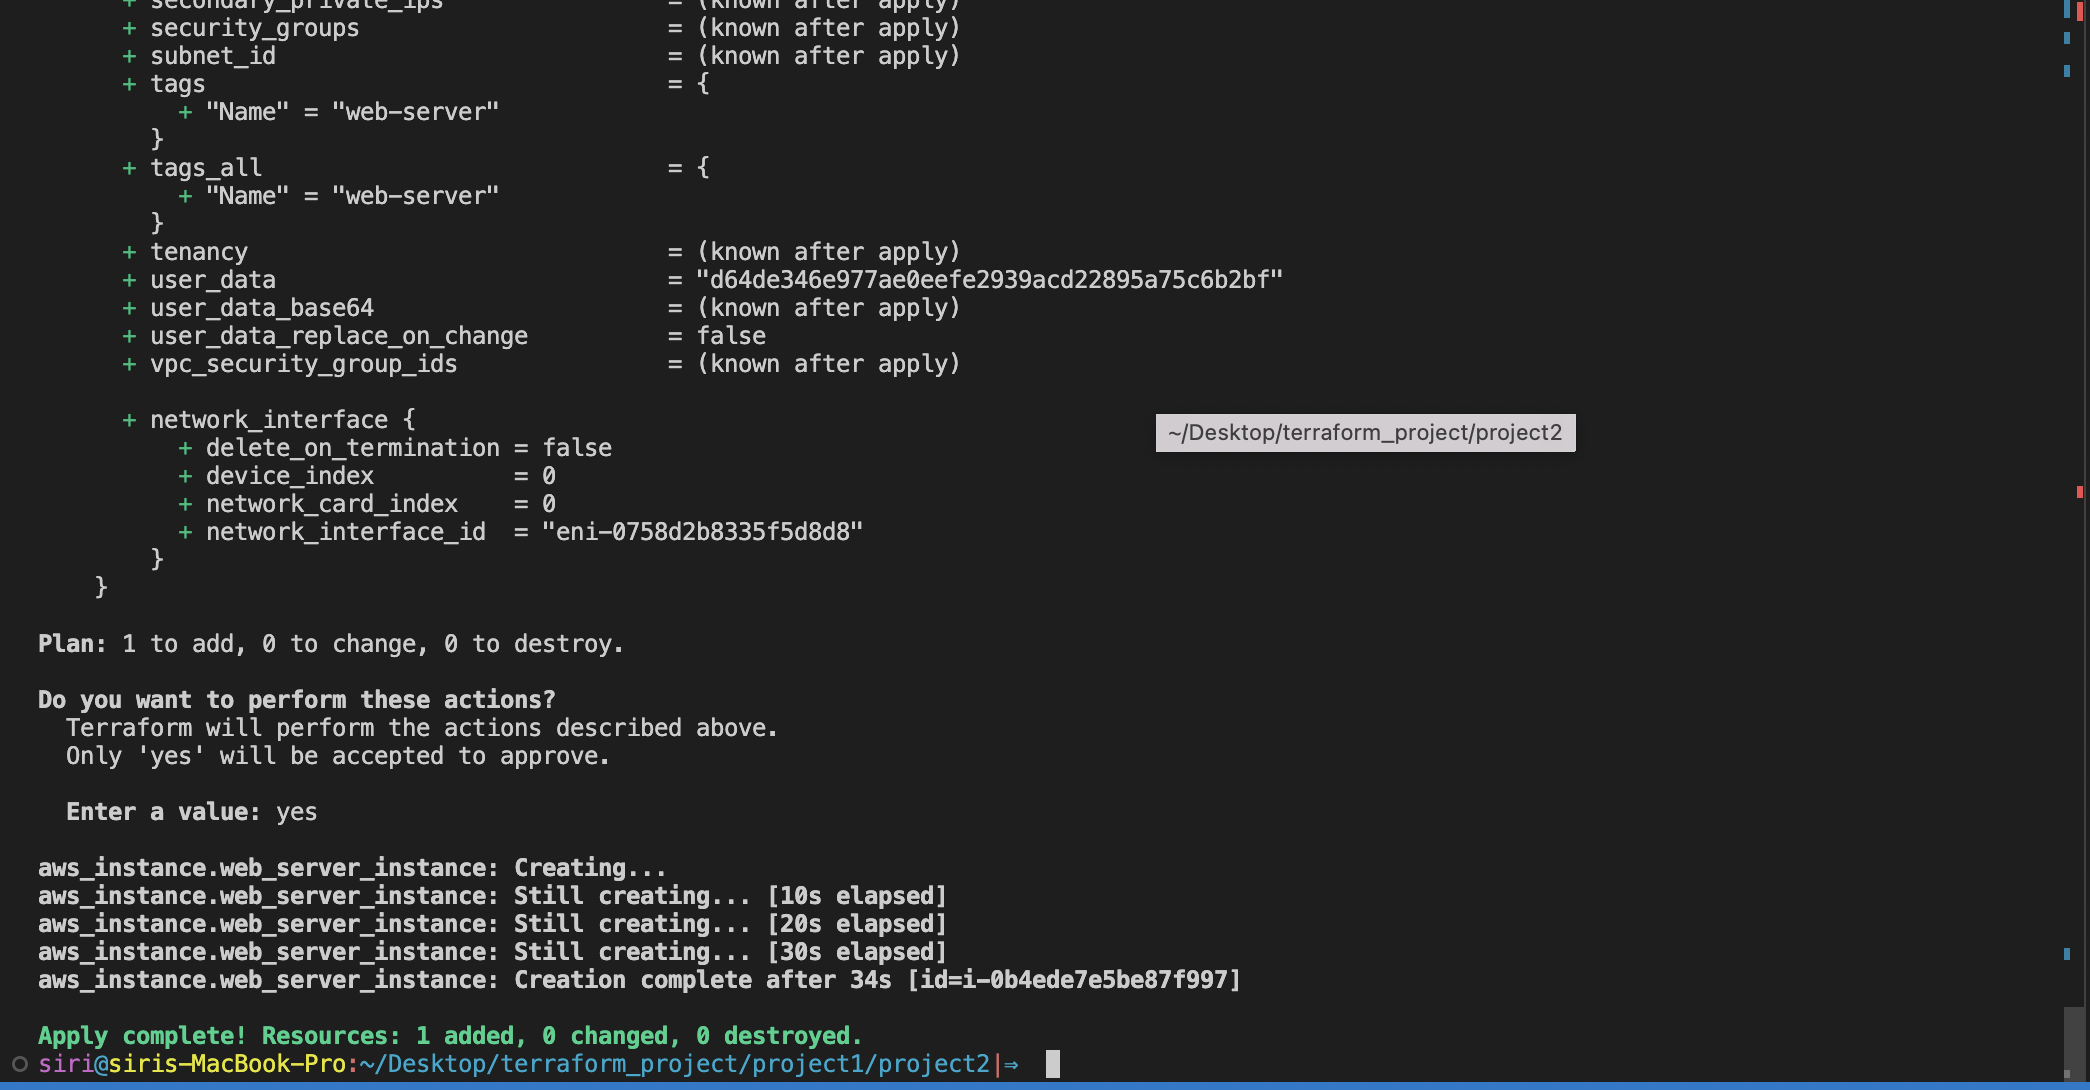 + secondary_private_ips = (known after apply)
+ security_groups = (known after apply)
+ subnet_id = (known after apply)
+ tags = {
+ "Name" = "web-server"
}
+ tags_all = {
+ "Name" = "web-server"
}
+ tenancy = (known after apply)
+ user_data = "d64de346e977ae0eefe2939acd22895a75c6b2bf"
+ user_data_base64 = (known after apply)
+ user_data_replace_on_change = false
+ vpc_security_group_ids = (known after apply)
+ network_interface {
~/Desktop/terraform_project/project2
+ delete_on_termination = false
+ device_index = 0
+ network_card_index = 0
+ network_interface_id = "eni-0758d2b8335f5d8d8"
}
}
Plan: 1 to add, 0 to change, 0 to destroy.
Do you want to perform these actions?
Terraform will perform the actions described above.
Only 'yes' will be accepted to approve.
Enter a value: yes
aws_instance.web_server_instance: Creating...
aws_instance.web_server_instance: Still creating... [10s elapsed]
aws_instance.web_server_instance: Still creating... [20s elapsed]
aws_instance.web_server_instance: Still creating... [30s elapsed]
aws_instance.web_server_instance: Creation complete after 34s [id=i-0b4ede7e5be87f997]
Apply complete! Resources: 1 added, 0 changed, 0 destroyed.
siri@siris-MacBook-Pro:~/Desktop/terraform_project/project1/project2|⇒